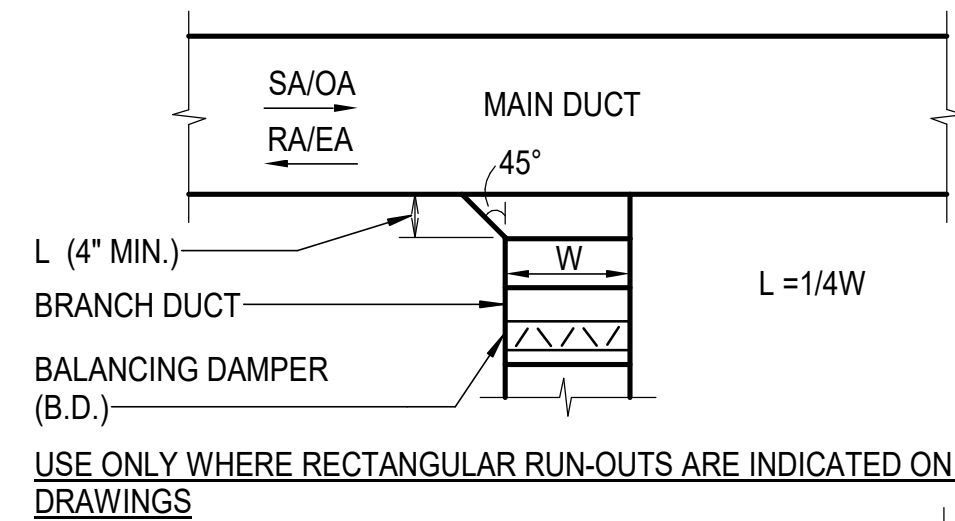 SA/OA
MAIN DUCT
RA/EA
45°
L (4" MIN.)
W
L =1/4W
BRANCH DUCT
BALANCING DAMPER
(B.D.)
USE ONLY WHERE RECTANGULAR RUN-OUTS ARE INDICATED ON
DRAWINGS